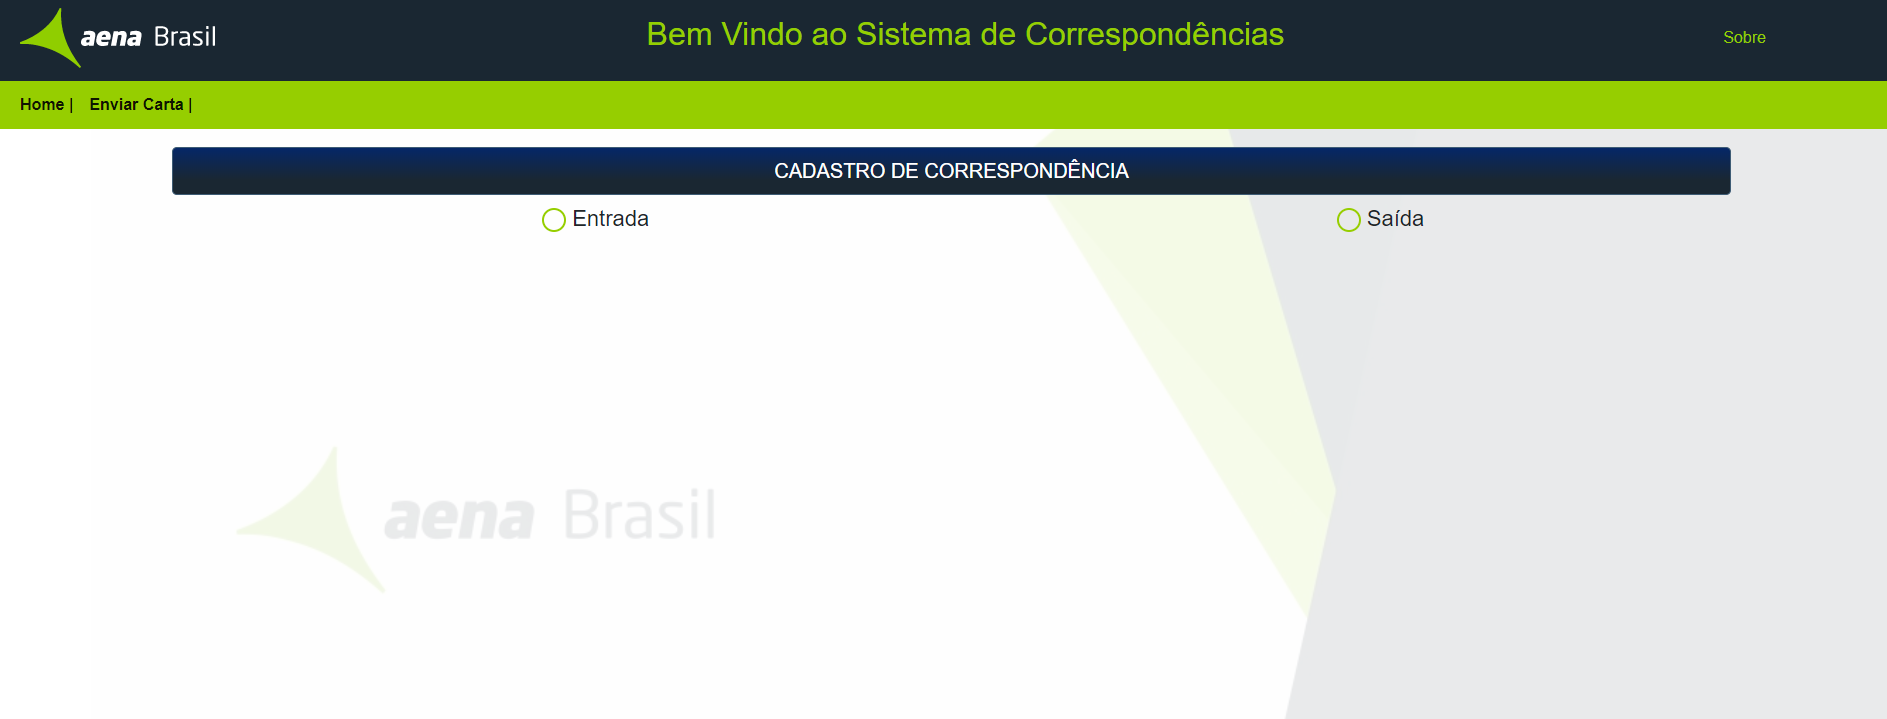 aena Brasil
Bem Vindo ao Sistema de Correspondências
Sobre
Home | Enviar Carta |
CADASTRO DE CORRESPONDÊNCIA
Entrada
Saída
aena Brasil